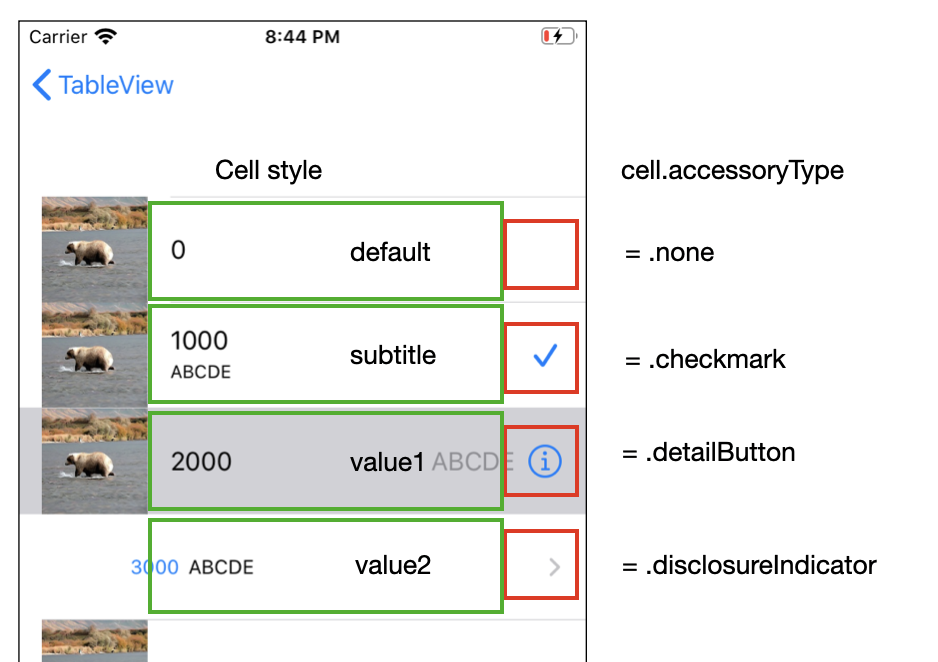 Carrier 8:44 PM
TableView
Cell style cell.accessoryType
0 default = .none
1000
ABCDE
subtitle = .checkmark
2000 value1 ABCDE = .detailButton
3000 ABCDE value2 = .disclosureIndicator